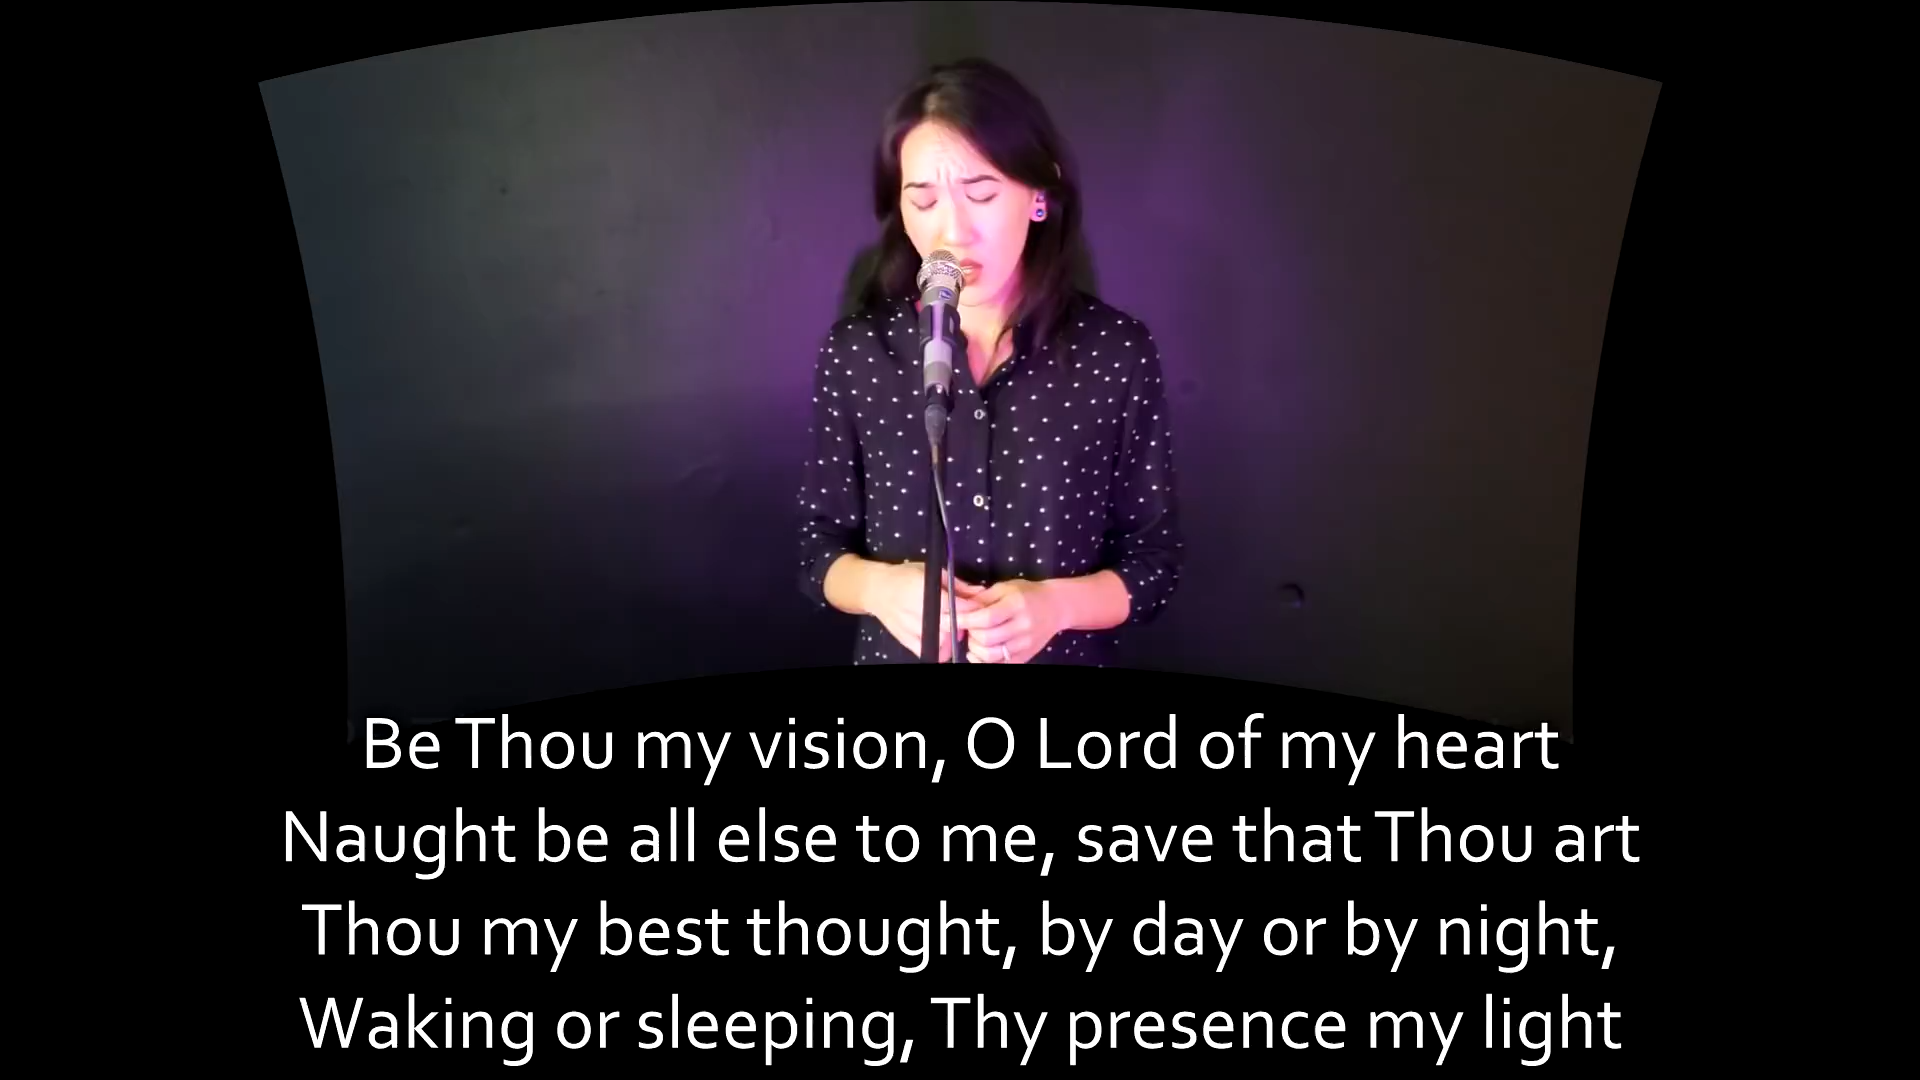 Be Thou my vision, O Lord of my heart
Naught be all else to me, save that Thou art
Thou my best thought, by day or by night,
Waking or sleeping, Thy presence my light